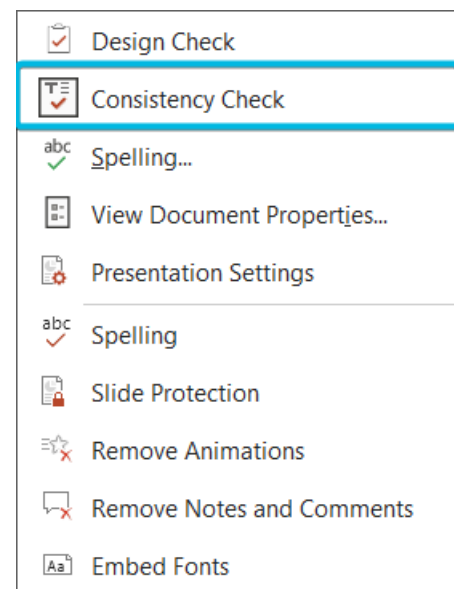 Design Check
Consistency Check
Spelling...
View Document Properties...
Presentation Settings
Spelling
Slide Protection
Remove Animations
Remove Notes and Comments
Embed Fonts